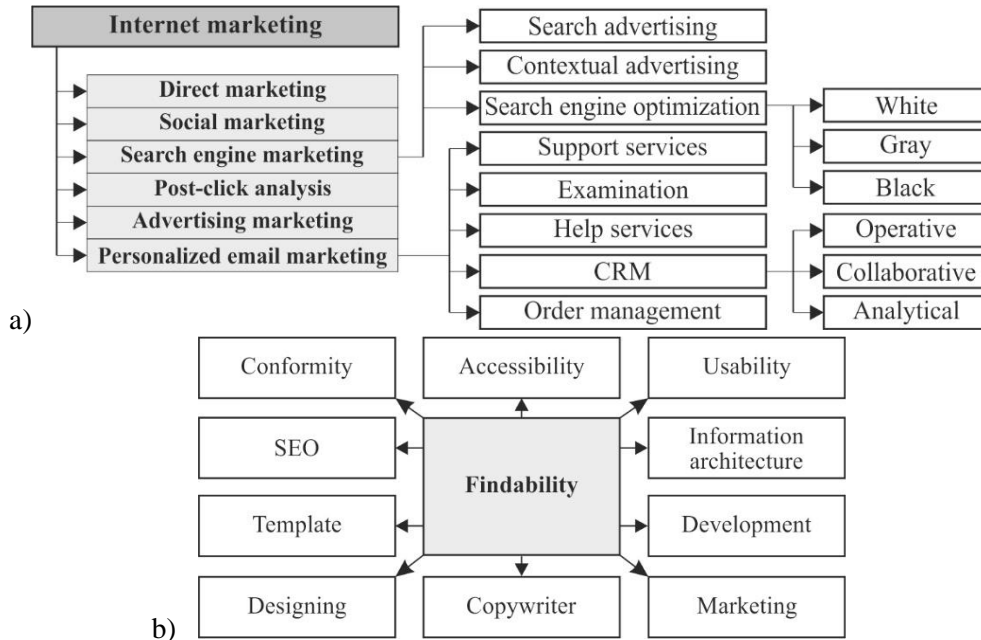 Internet marketing
Direct marketing
Social marketing
Search engine marketing
Post-click analysis
Advertising marketing
Personalized email marketing
Search advertising
Contextual advertising
Search engine optimization
Support services
Examination
Help services
CRM
Order management
White
Gray
Black
Operative
Collaborative
Analytical
a)
Conformity
Accessibility
Usability
SEO
Findability
Information
architecture
Template
Development
Designing
Copywriter
Marketing
b)